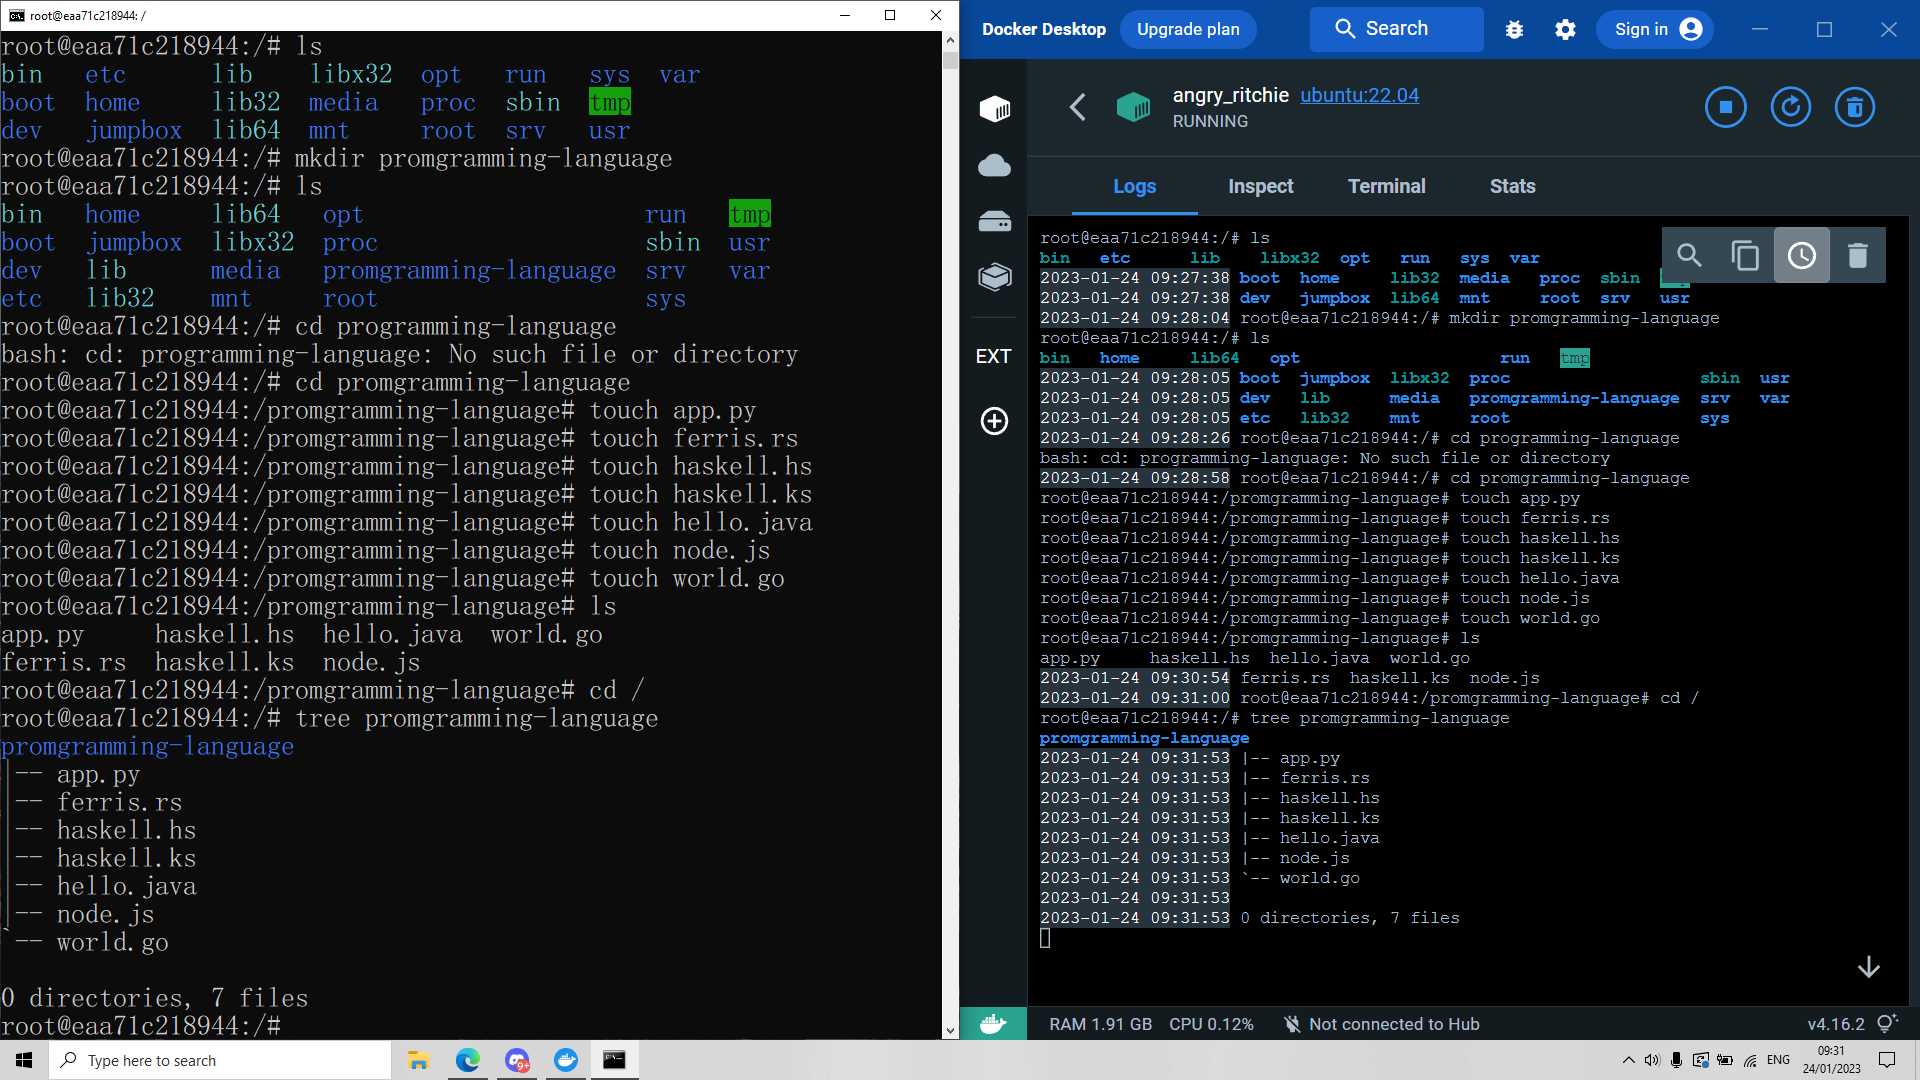 root@eaa71c218944: /
root@eaa71c218944:/# ls
bin   etc      lib    libx32  opt   run   sys  var
boot  home     lib32  media   proc  sbin  tmp
dev   jumpbox  lib64  mnt     root  srv   usr
root@eaa71c218944:/# mkdir promgramming-language
root@eaa71c218944:/# ls
bin   home     lib64   opt                    run   tmp
boot  jumpbox  libx32  proc                   sbin  usr
dev   lib      media   promgramming-language  srv   var
etc   lib32    mnt     root                   sys
root@eaa71c218944:/# cd programming-language
bash: cd: programming-language: No such file or directory
root@eaa71c218944:/# cd promgramming-language
root@eaa71c218944:/promgramming-language# touch app.py
root@eaa71c218944:/promgramming-language# touch ferris.rs
root@eaa71c218944:/promgramming-language# touch haskell.hs
root@eaa71c218944:/promgramming-language# touch haskell.ks
root@eaa71c218944:/promgramming-language# touch hello.java
root@eaa71c218944:/promgramming-language# touch node.js
root@eaa71c218944:/promgramming-language# touch world.go
root@eaa71c218944:/promgramming-language# ls
app.py     haskell.hs  hello.java  world.go
ferris.rs  haskell.ks  node.js
root@eaa71c218944:/promgramming-language# cd /
root@eaa71c218944:/# tree promgramming-language
promgramming-language
|-- app.py
|-- ferris.rs
|-- haskell.hs
|-- haskell.ks
|-- hello.java
|-- node.js
`-- world.go
0 directories, 7 files
root@eaa71c218944:/#
Docker Desktop
Upgrade plan
Search
Sign in
angry_ritchie ubuntu:22.04
RUNNING
Logs
Inspect
Terminal
Stats
EXT
root@eaa71c218944:/# ls
bin   etc      lib    libx32  opt   run   sys  var
2023-01-24 09:27:38 boot  home     lib32  media   proc  sbin
2023-01-24 09:27:38 dev   jumpbox  lib64  mnt     root  srv   usr
2023-01-24 09:28:04 root@eaa71c218944:/# mkdir promgramming-language
root@eaa71c218944:/# ls
bin   home     lib64   opt                    run   tmp
2023-01-24 09:28:05 boot  jumpbox  libx32  proc                   sbin  usr
2023-01-24 09:28:05 dev   lib      media   promgramming-language  srv   var
2023-01-24 09:28:05 etc   lib32    mnt     root                   sys
2023-01-24 09:28:26 root@eaa71c218944:/# cd programming-language
bash: cd: programming-language: No such file or directory
2023-01-24 09:28:58 root@eaa71c218944:/# cd promgramming-language
root@eaa71c218944:/promgramming-language# touch app.py
root@eaa71c218944:/promgramming-language# touch ferris.rs
root@eaa71c218944:/promgramming-language# touch haskell.hs
root@eaa71c218944:/promgramming-language# touch haskell.ks
root@eaa71c218944:/promgramming-language# touch hello.java
root@eaa71c218944:/promgramming-language# touch node.js
root@eaa71c218944:/promgramming-language# touch world.go
root@eaa71c218944:/promgramming-language# ls
app.py     haskell.hs  hello.java  world.go
2023-01-24 09:30:54 ferris.rs  haskell.ks  node.js
2023-01-24 09:31:00 root@eaa71c218944:/promgramming-language# cd /
root@eaa71c218944:/# tree promgramming-language
promgramming-language
2023-01-24 09:31:53 |-- app.py
2023-01-24 09:31:53 |-- ferris.rs
2023-01-24 09:31:53 |-- haskell.hs
2023-01-24 09:31:53 |-- haskell.ks
2023-01-24 09:31:53 |-- hello.java
2023-01-24 09:31:53 |-- node.js
2023-01-24 09:31:53 `-- world.go
2023-01-24 09:31:53
2023-01-24 09:31:53 0 directories, 7 files
RAM 1.91 GB CPU 0.12% Not connected to Hub v4.16.2
Type here to search
9+
ENG
09:31
24/01/2023